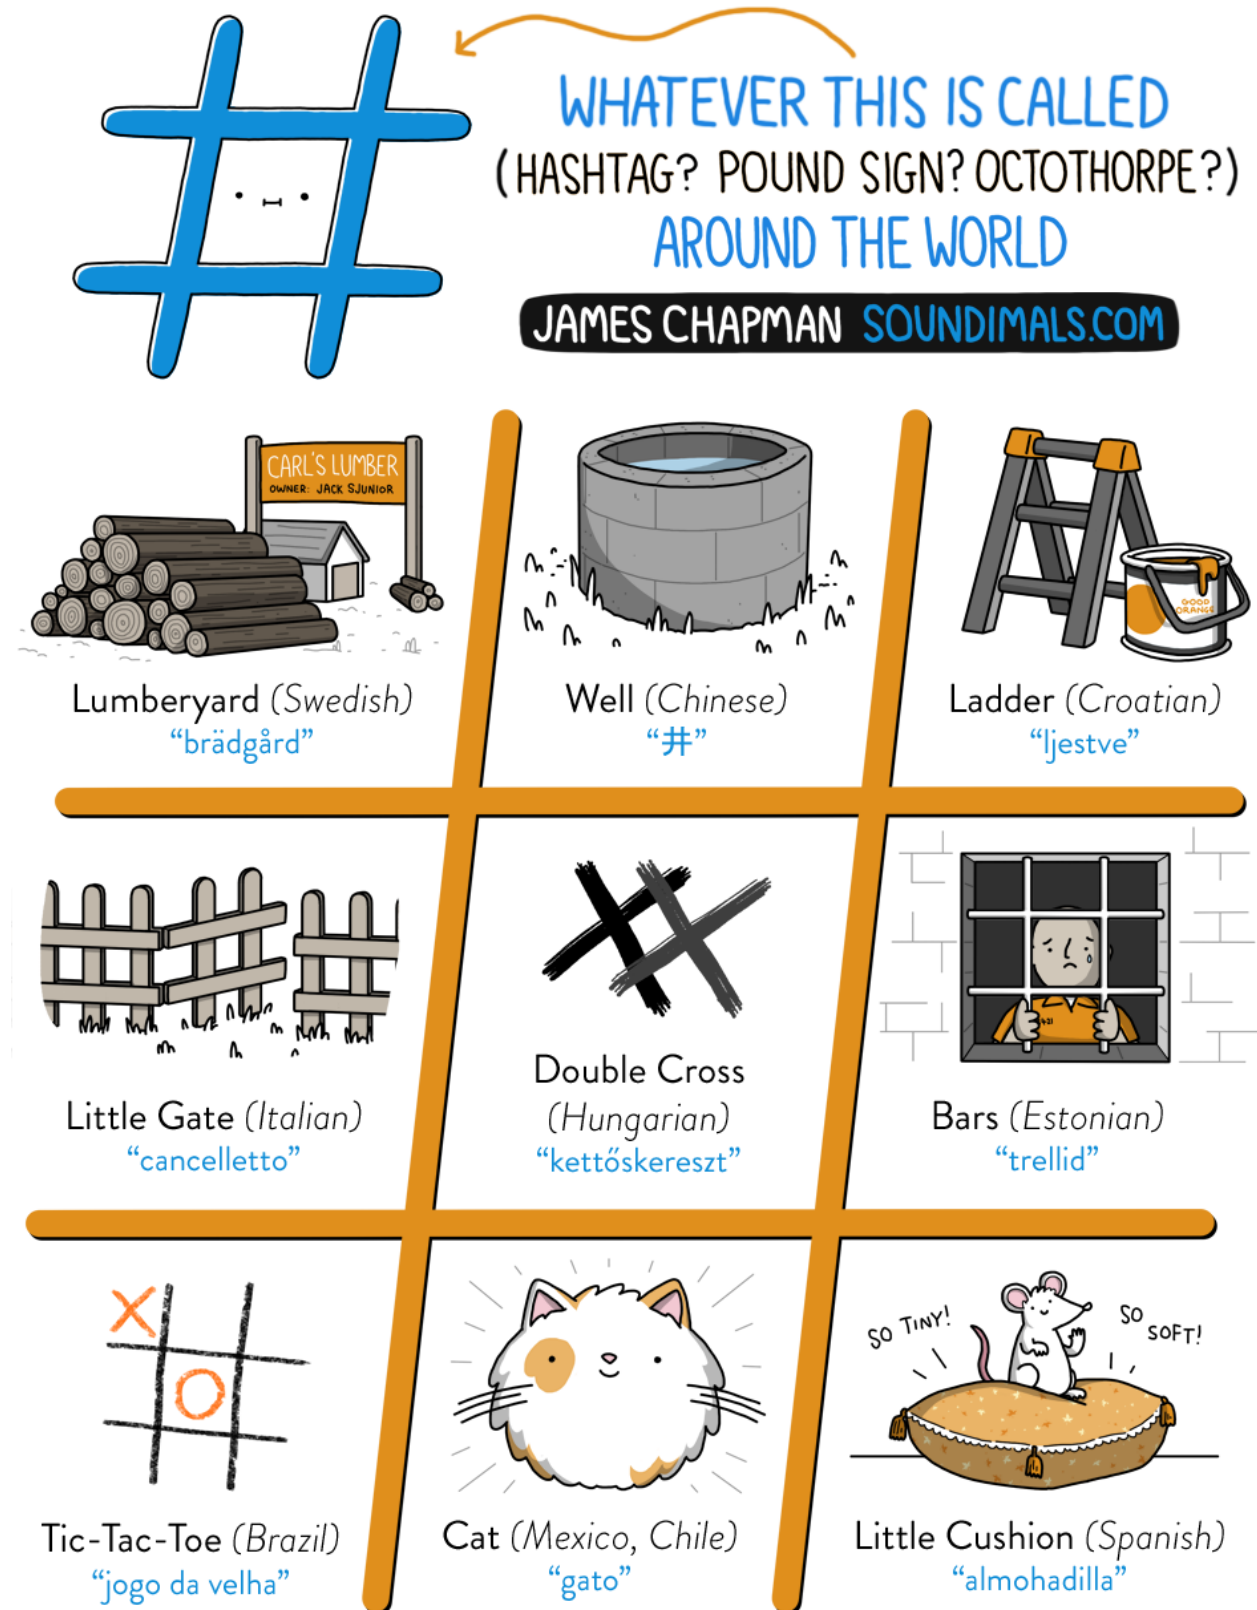 WHATEVER THIS IS CALLED
(HASHTAG? POUND SIGN? OCTOTHORPE?)
AROUND THE WORLD
JAMES CHAPMAN SOUNDIMALS.COM
CARL'S LUMBER
OWNER: JACK SJUNIOR
Lumberyard (Swedish)
“brädgård”
Well (Chinese)
“井”
GOOD
ORANGE
Ladder (Croatian)
“ljestve”
Little Gate (Italian)
“cancelletto”
Double Cross
(Hungarian)
“kettőskereszt”
421
Bars (Estonian)
“trellid”
X
O
Tic-Tac-Toe (Brazil)
“jogo da velha”
Cat (Mexico, Chile)
“gato”
SO TINY!
SO
SOFT!
Little Cushion (Spanish)
“almohadilla”